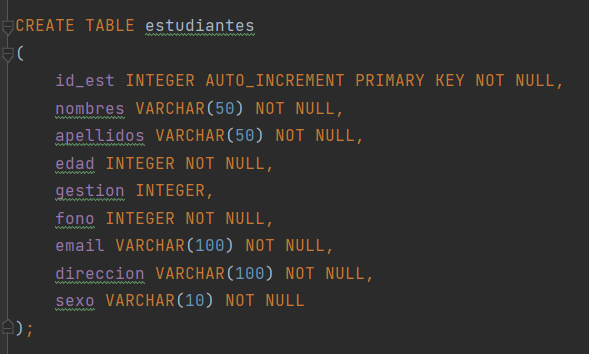 CREATE TABLE estudiantes
(
id_est INTEGER AUTO_INCREMENT PRIMARY KEY NOT NULL,
nombres VARCHAR(50) NOT NULL,
apellidos VARCHAR(50) NOT NULL,
edad INTEGER NOT NULL,
gestion INTEGER,
fono INTEGER NOT NULL,
email VARCHAR(100) NOT NULL,
direccion VARCHAR(100) NOT NULL,
sexo VARCHAR(10) NOT NULL
);